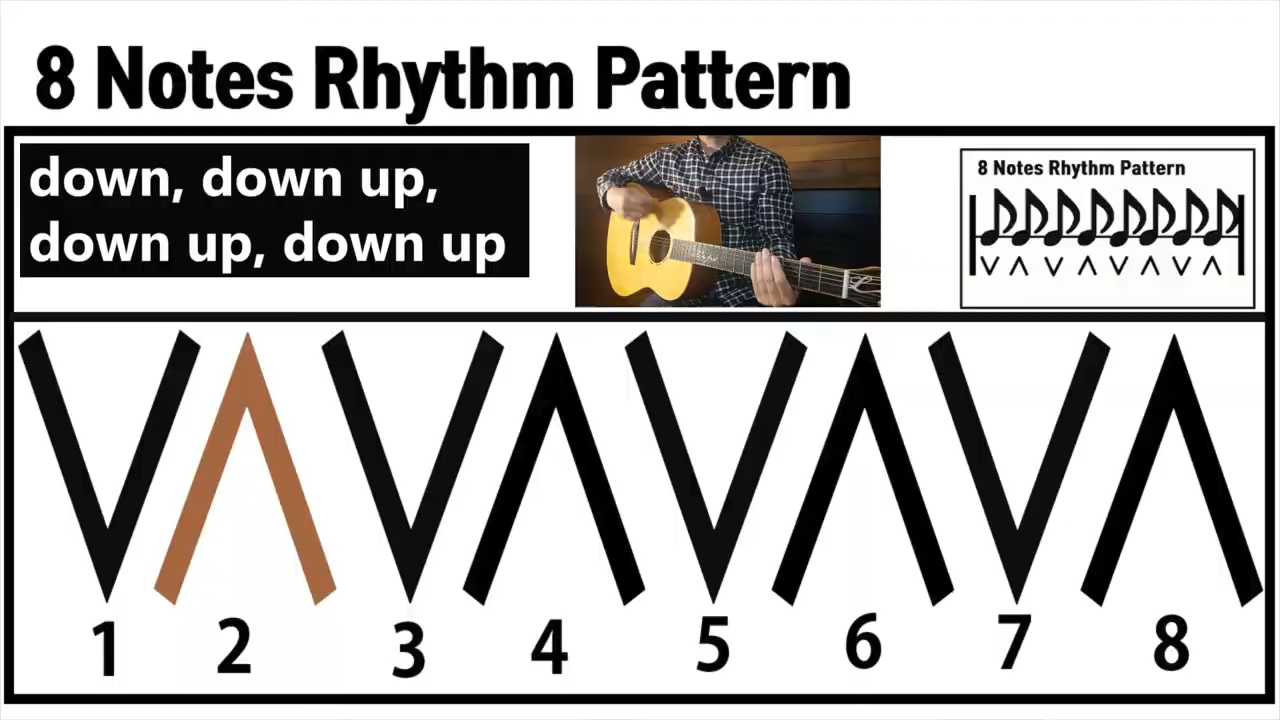 8 Notes Rhythm Pattern
down, down up,
down up, down up
8 Notes Rhythm Pattern
1 2 3 4 5 6 7 8